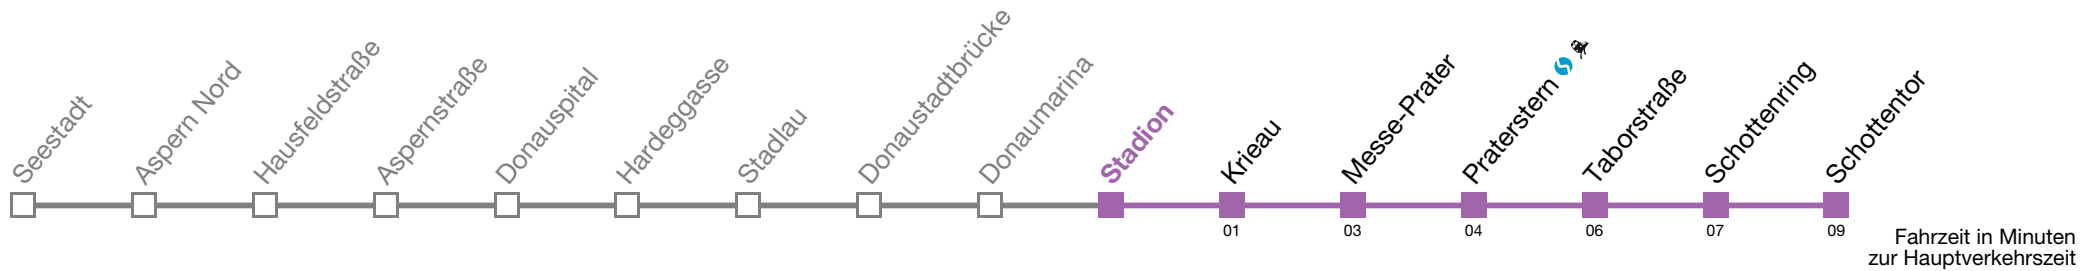 Seestadt
Aspern Nord
Hausfeldstraße
Aspernstraße
Donauspital
Hardeggasse
Stadlau
Donaustadtbrücke
Donaumarina
Stadion
Krieau
Messe-Prater
Praterstern
Taborstraße
Schottenring
Schottentor
01
03
04
06
07
09
Fahrzeit in Minuten
zur Hauptverkehrszeit